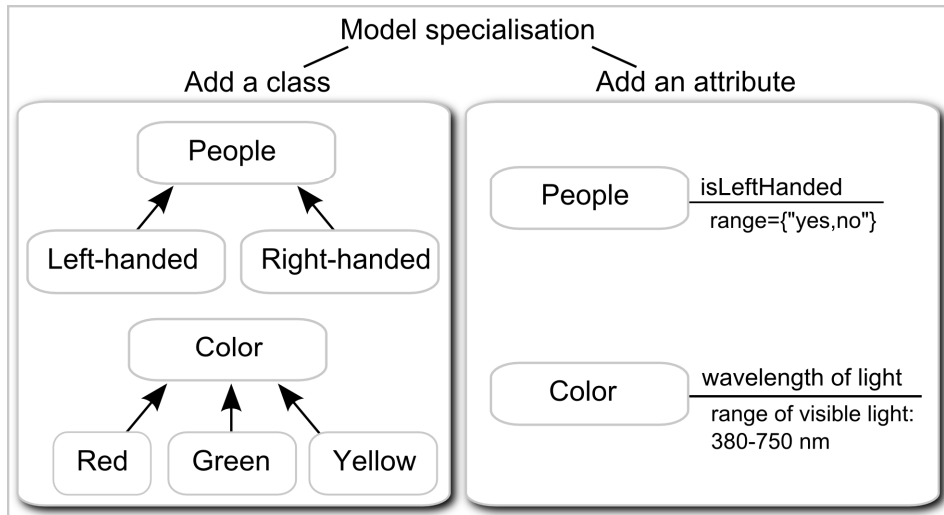 Model specialisation
Add a class
People
Left-handed
Right-handed
Color
Red
Green
Yellow
Add an attribute
People
isLeftHanded
range={"yes,no"}
Color
wavelength of light
range of visible light:
380-750 nm